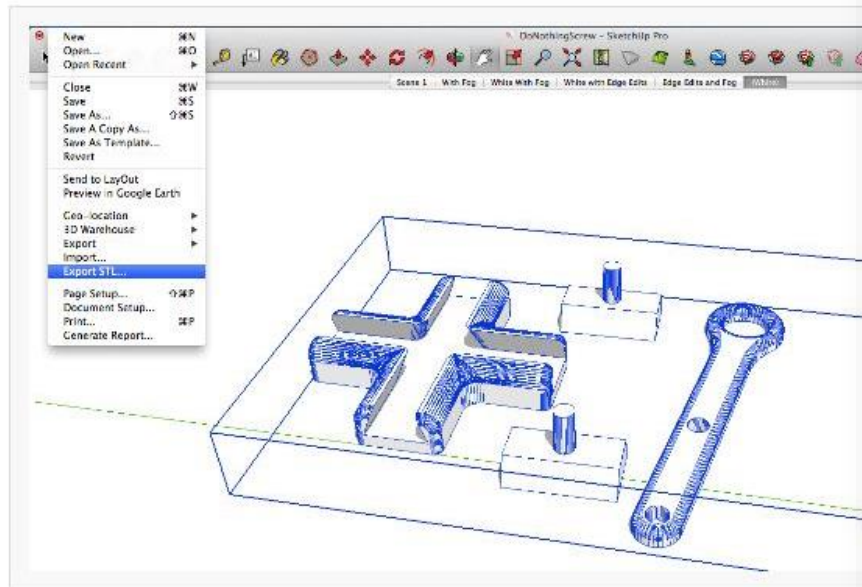 DoNothingScrew - SketchUp Pro
New ⌘N
Open... ⌘O
Open Recent
Close ⌘W
Save ⌘S
Save As... ⇧⌘S
Save A Copy As...
Save As Template...
Revert
Send to LayOut
Preview in Google Earth
Geo-location
3D Warehouse
Export
Import...
Export STL...
Page Setup... ⇧⌘P
Document Setup...
Print... ⌘P
Generate Report...
Scene 1 With Fog White With Fog White with Edge Edits Edge Edits and Fog (White)